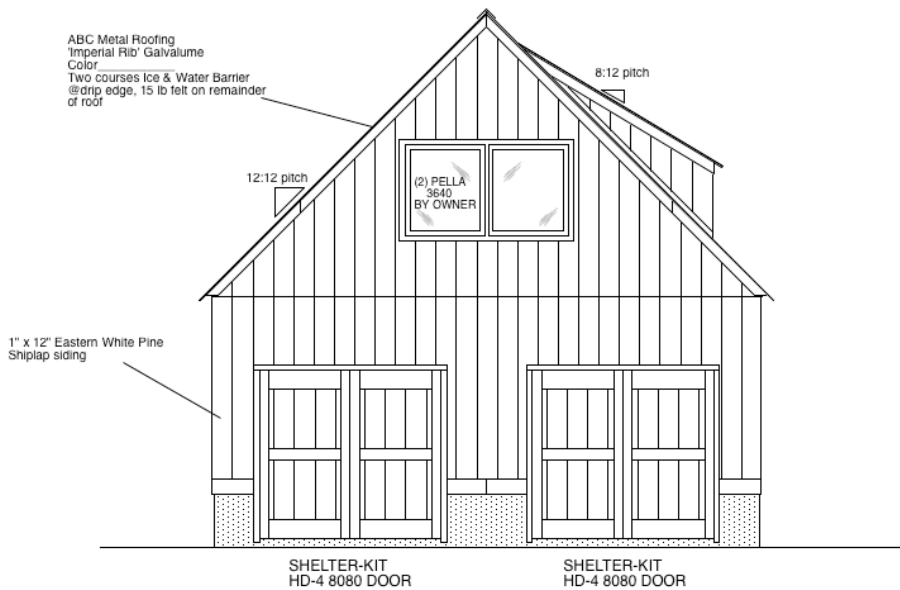 ABC Metal Roofing
'Imperial Rib' Galvalume
Color____________
Two courses Ice & Water Barrier
@drip edge, 15 lb felt on remainder
of roof
8:12 pitch
12:12 pitch
(2) PELLA
3640
BY OWNER
1" x 12" Eastern White Pine
Shiplap siding
SHELTER-KIT
HD-4 8080 DOOR
SHELTER-KIT
HD-4 8080 DOOR